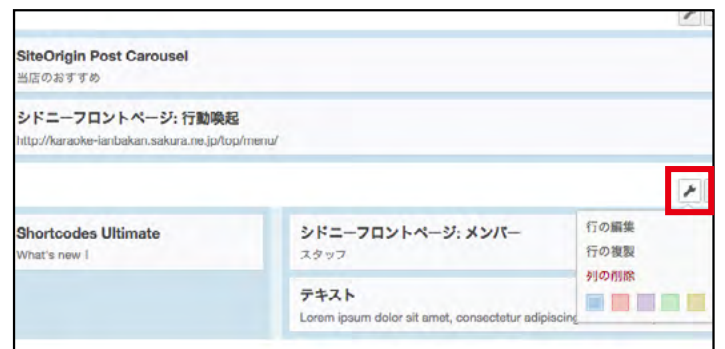 SiteOrigin Post Carousel
当店のおすすめ
シドニーフロントページ: 行動喚起
http://karaoke-ianbakan.sakura.ne.jp/top/menu/
Shortcodes Ultimate
What's new !
シドニーフロントページ: メンバー
スタッフ
テキスト
Lorem ipsum dolor sit amet, consectetur adipiscing
行の編集
行の複製
列の削除